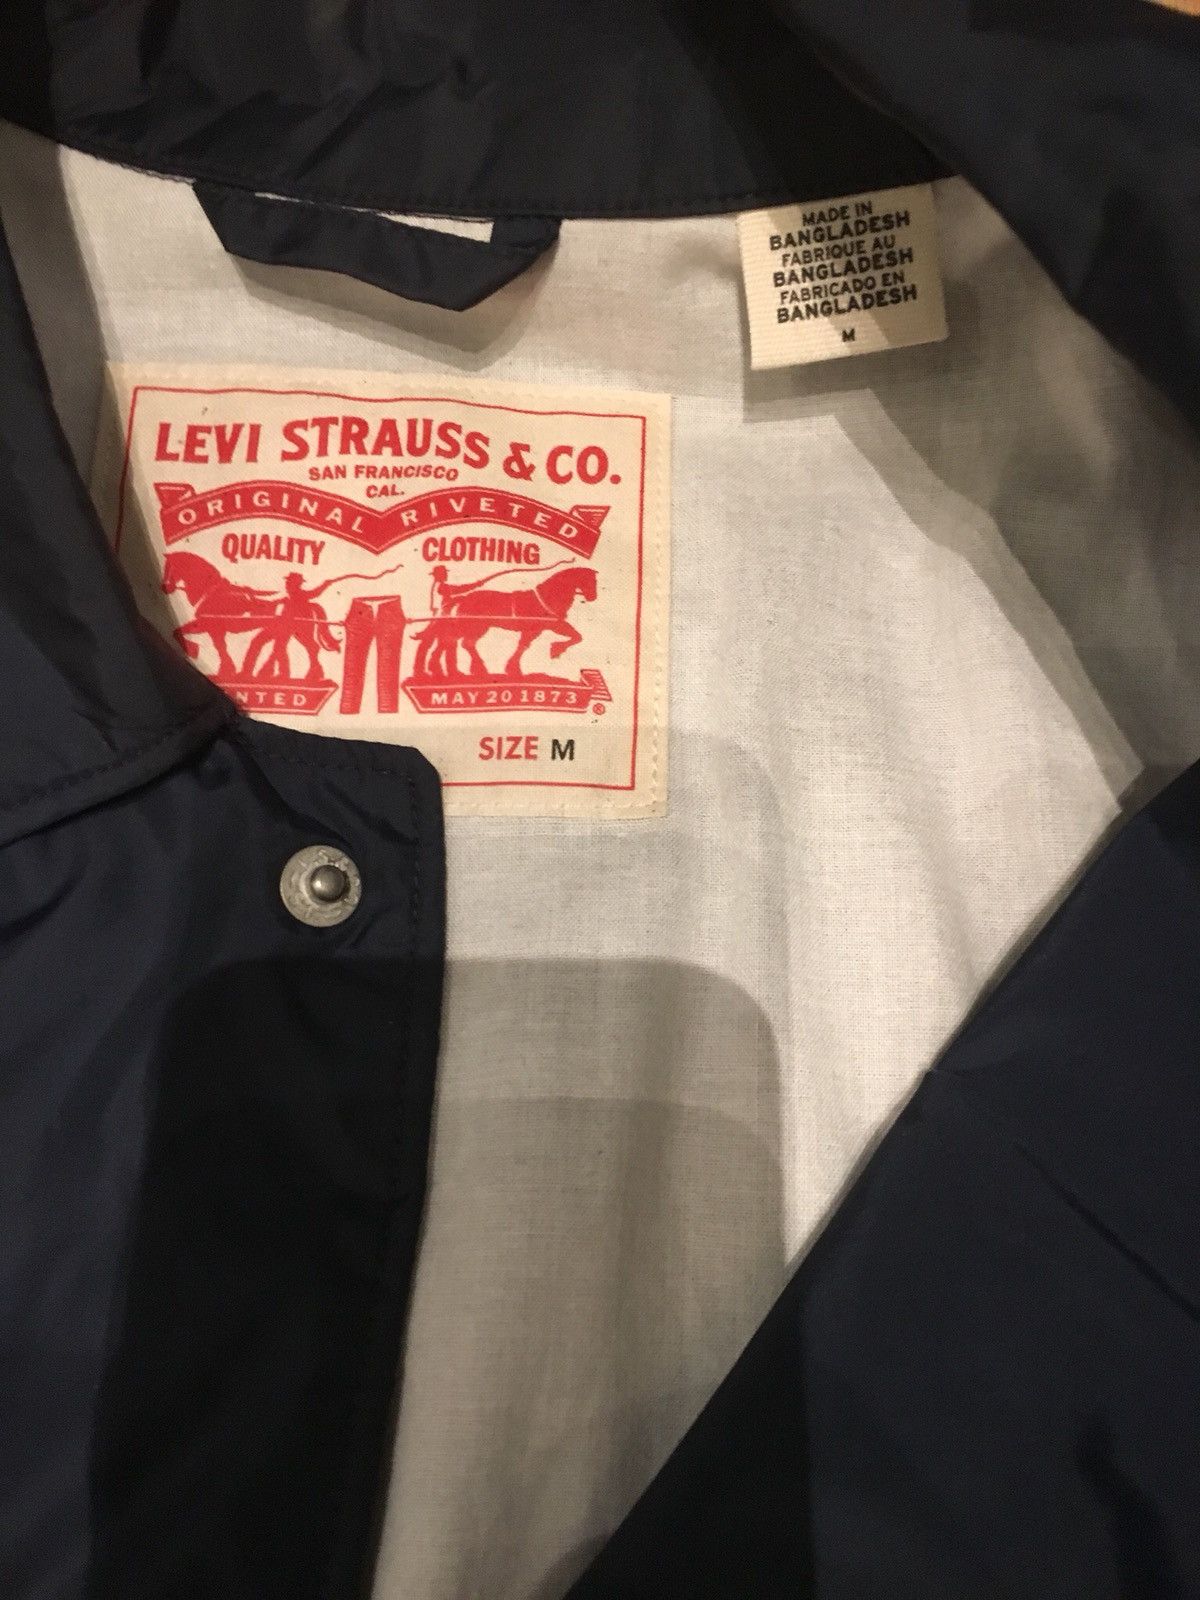 MADE IN
BANGLADESH
FABRIQUE AU
BANGLADESH
FABRICADO EN
BANGLADESH
M
LEVI STRAUSS & CO.
SAN FRANCISCO
CAL.
ORIGINAL RIVETED
QUALITY CLOTHING
NTED MAY 20 1873 ®
SIZE M